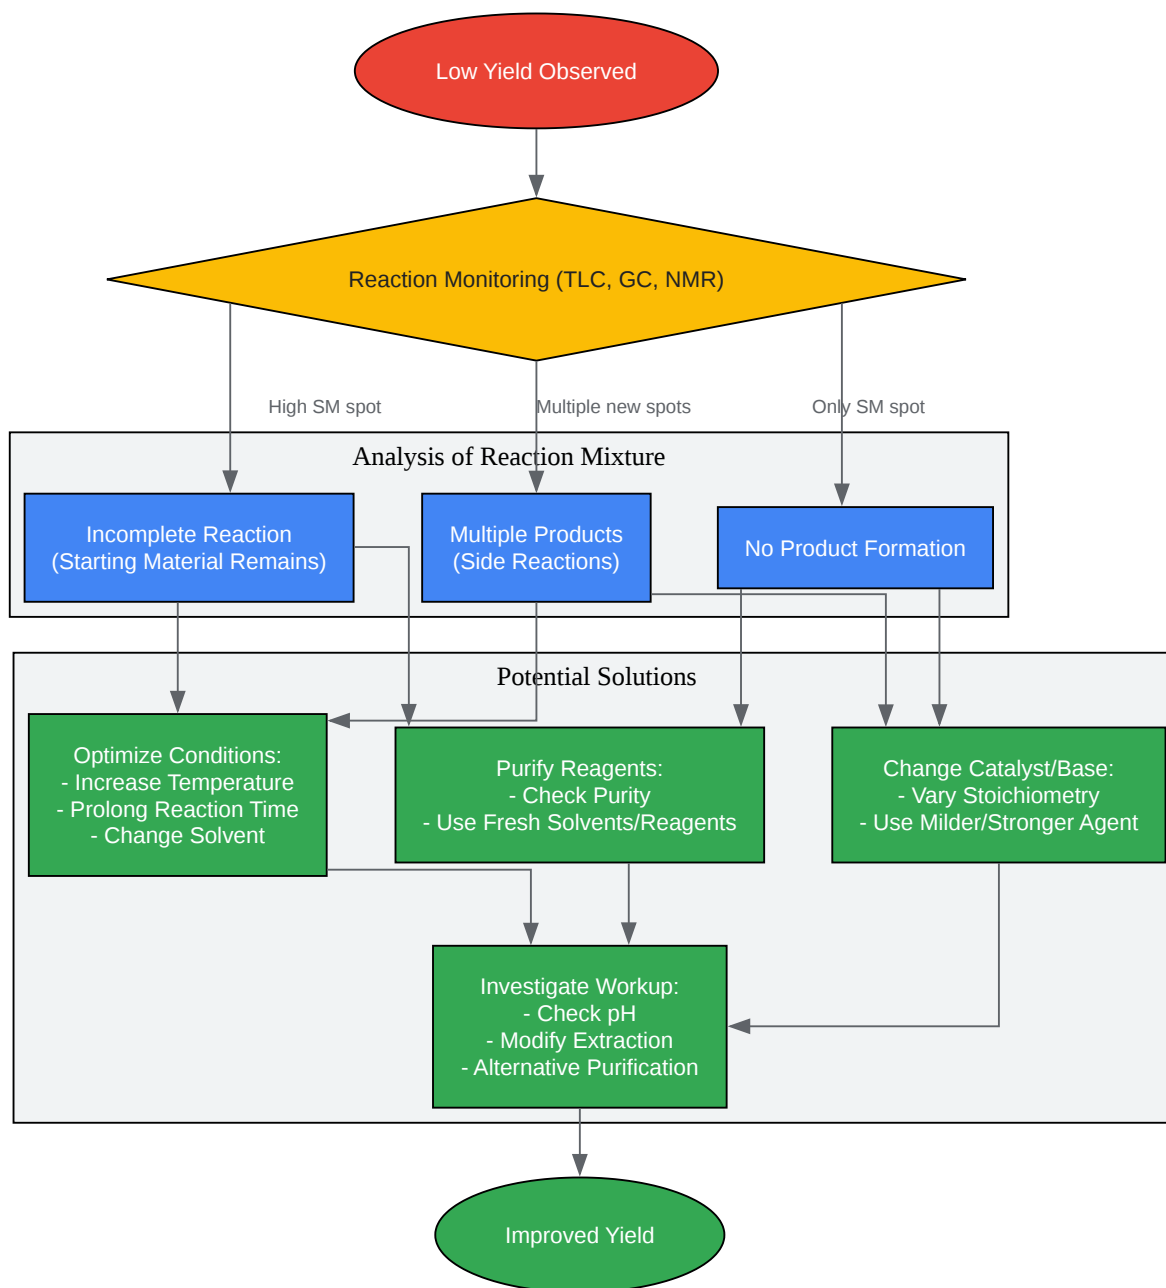 Low Yield Observed
Reaction Monitoring (TLC, GC, NMR)
High SM spot
Multiple new spots
Only SM spot
Analysis of Reaction Mixture
Incomplete Reaction
(Starting Material Remains)
Multiple Products
(Side Reactions)
No Product Formation
Potential Solutions
Optimize Conditions:
- Increase Temperature
- Prolong Reaction Time
- Change Solvent
Purify Reagents:
- Check Purity
- Use Fresh Solvents/Reagents
Change Catalyst/Base:
- Vary Stoichiometry
- Use Milder/Stronger Agent
Investigate Workup:
- Check pH
- Modify Extraction
- Alternative Purification
Improved Yield